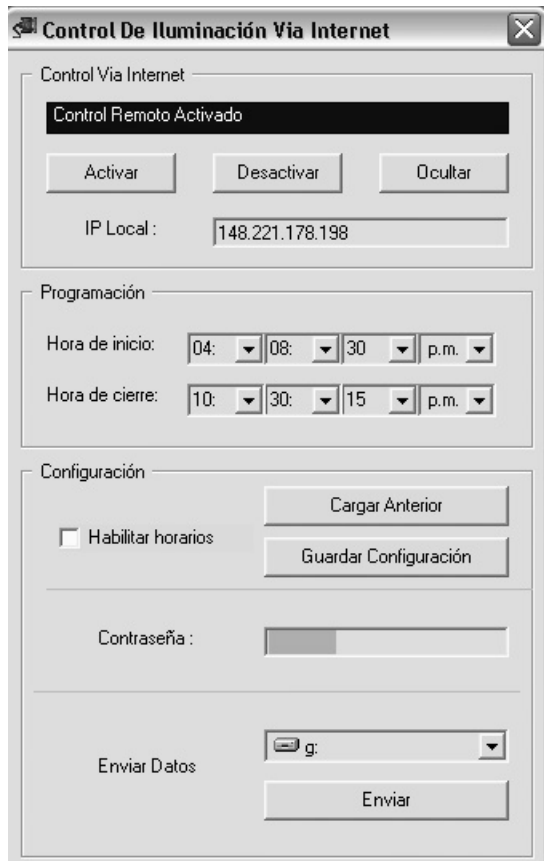 Control De Iluminación Via Internet
Control Via Internet
Control Remoto Activado
Activar Desactivar Ocultar
IP Local : 148.221.178.198
Programación
Hora de inicio: 04: 08: 30 p.m.
Hora de cierre: 10: 30: 15 p.m.
Configuración
Cargar Anterior
Habilitar horarios
Guardar Configuración
Contraseña :
g:
Enviar Datos
Enviar